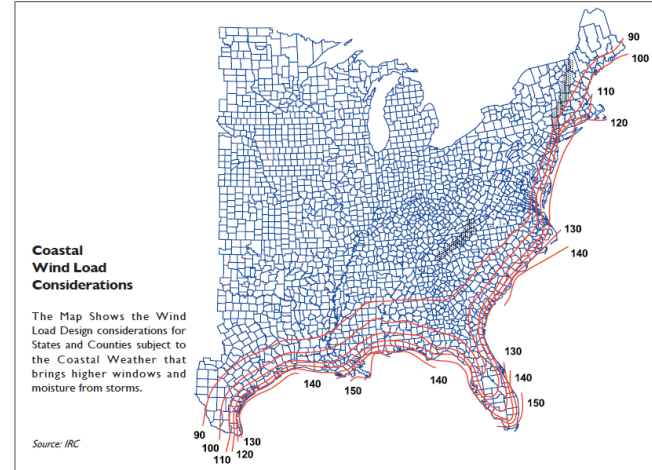 90
100
110
120
130
140
Coastal
Wind Load
Considerations
The Map Shows the Wind
Load Design considerations for
States and Counties subject to
the Coastal Weather that
brings higher windows and
moisture from storms.
130
140
150
140
150
140
90
100
110
120
130
Source: IRC